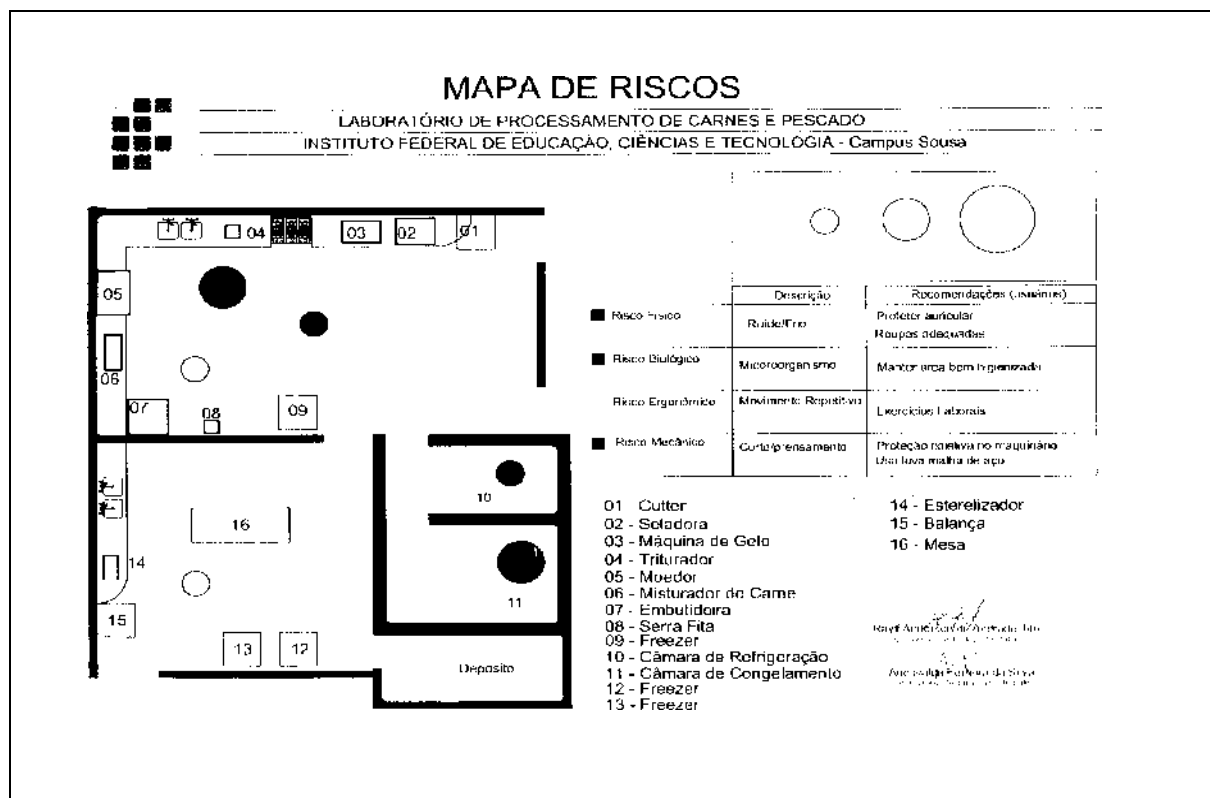 MAPA DE RISCOS
LABORATÓRIO DE PROCESSAMENTO DE CARNES E PESCADO
INSTITUTO FEDERAL DE EDUCAÇÃO, CIÊNCIAS E TECNOLOGIA - Campus Sousa
04
03
02
01
05
06
07
08
09
10
11
16
14
15
13
12
Deposito
Descrição
Recomendações (usuários)
Risco Físico
Ruído/Frio
Protetor auricular
Roupas adequadas
Risco Biológico
Microorganismo
Manter area bem higienizada
Risco Ergonômico
Movimento Repetitivo
Exercícios Laborais
Risco Mecânico
Corte/prensamento
Proteção coletiva no maquinário
Usar luva malha de aço
01 Cutter
02 - Seladora
03 - Máquina de Gelo
04 - Triturador
05 - Moedor
06 - Misturador de Carne
07 - Embutideira
08 - Serra Fita
09 - Freezer
10 - Câmara de Refrigeração
11 - Câmara de Congelamento
12 - Freezer
13 - Freezer
14 - Esterelizador
15 - Balança
16 - Mesa